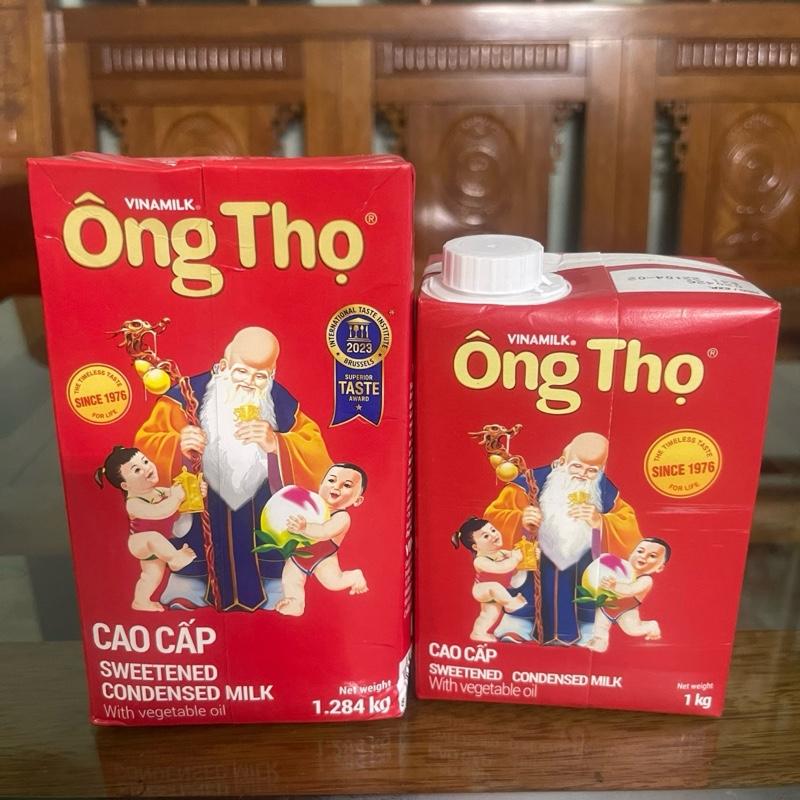 VINAMILK®
Ông Thọ®
INTERNATIONAL TASTE INSTITUTE
2023
BRUSSELS
SUPERIOR
TASTE
AWARD
THE TIMELESS TASTE
SINCE 1976
FOR LIFE
CAO CẤP
SWEETENED
CONDENSED MILK
With vegetable oil
Net weight
1.284 kg
VINAMILK®
Ông Thọ®
THE TIMELESS TASTE
SINCE 1976
FOR LIFE
CAO CẤP
SWEETENED CONDENSED MILK
With vegetable oil
Net weight
1 kg